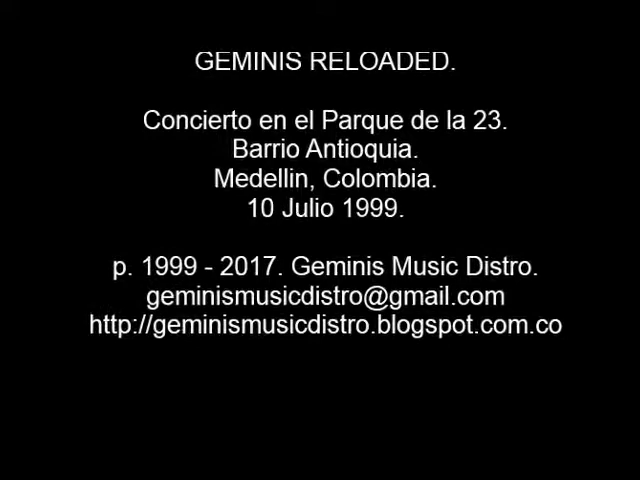 GEMINIS RELOADED.
Concierto en el Parque de la 23.
Barrio Antioquia.
Medellin, Colombia.
10 Julio 1999.
p. 1999 - 2017. Geminis Music Distro.
geminismusicdistro@gmail.com
http://geminismusicdistro.blogspot.com.co